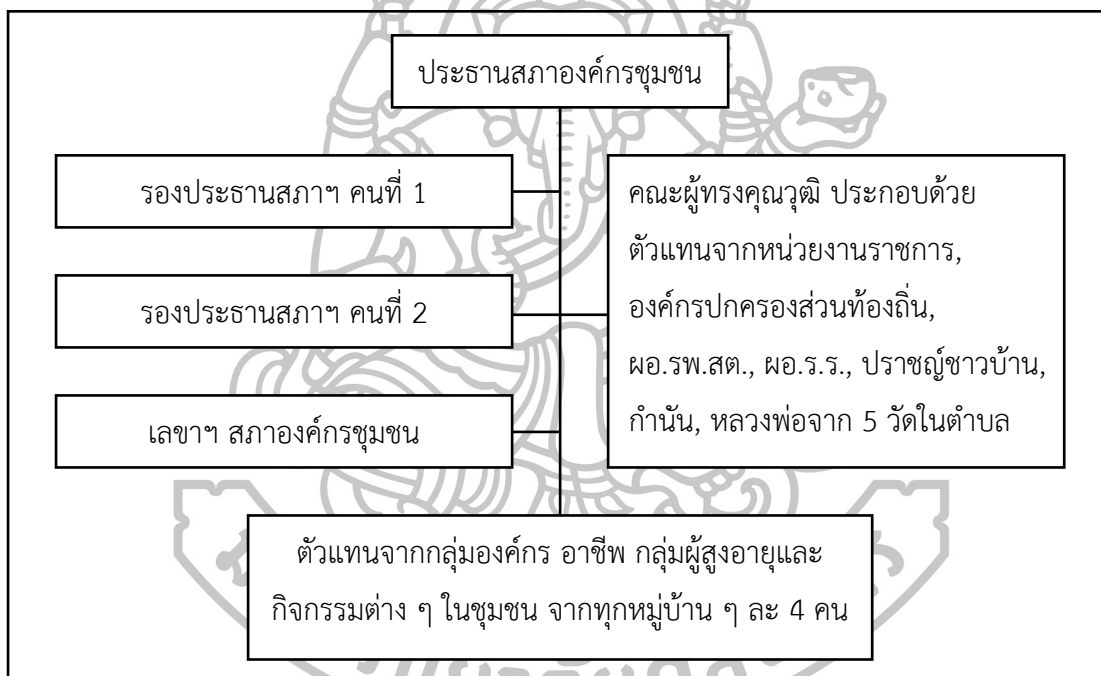 ประธานสภาองค์กรชุมชน
รองประธานสภาฯ คนที่ 1
รองประธานสภาฯ คนที่ 2
เลขาฯ สภาองค์กรชุมชน
คณะผู้ทรงคุณวุฒิ ประกอบด้วย
ตัวแทนจากหน่วยงานราชการ,
องค์กรปกครองส่วนท้องถิ่น,
ผอ.รพ.สต., ผอ.ร.ร., ปราชญ์ชาวบ้าน,
กำนัน, หลวงพ่อจาก 5 วัดในตำบล
ตัวแทนจากกลุ่มองค์กร อาชีพ กลุ่มผู้สูงอายุและ
กิจกรรมต่าง ๆ ในชุมชน จากทุกหมู่บ้าน ๆ ละ 4 คน